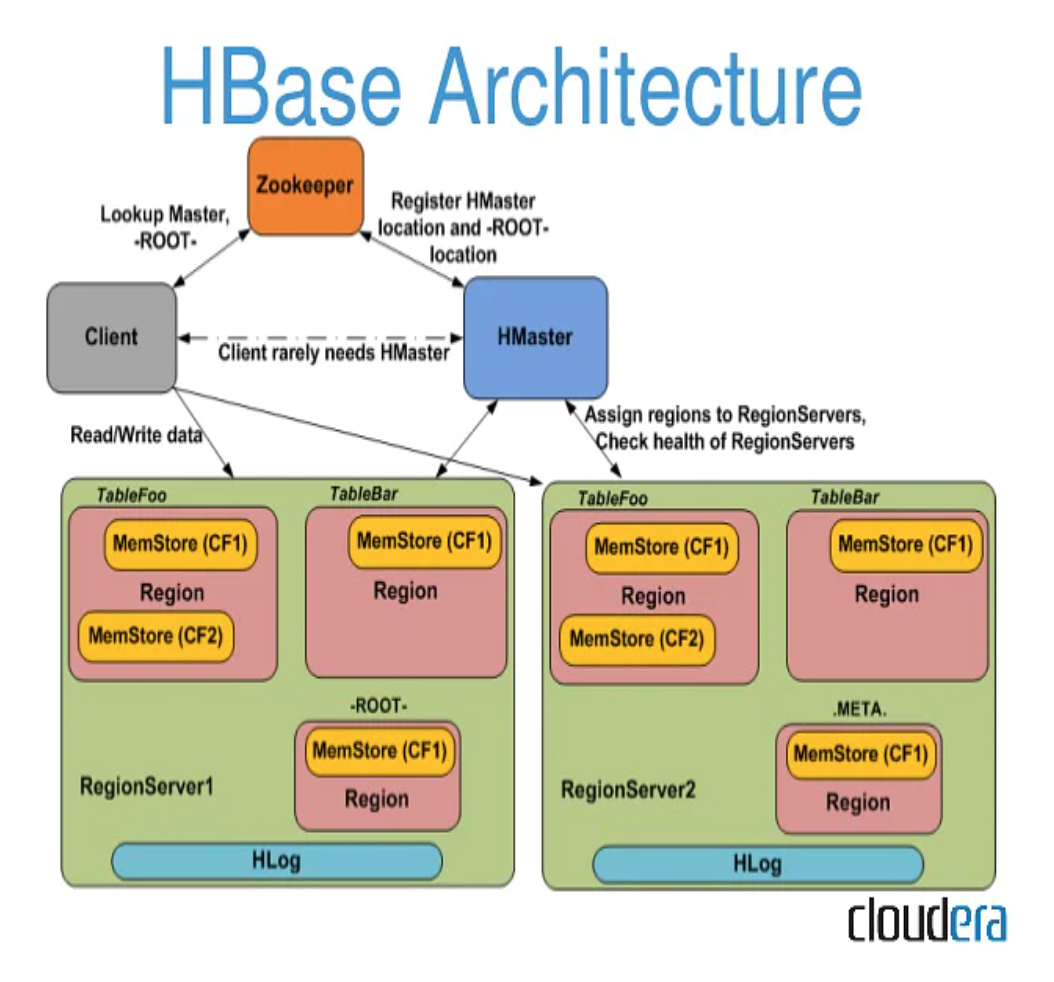 HBase Architecture
Zookeeper
Lookup Master,
-ROOT-
Register HMaster
location and -ROOT-
location
Client
HMaster
Client rarely needs HMaster
Read/Write data
Assign regions to RegionServers,
Check health of RegionServers
TableFoo
TableBar
MemStore (CF1)
MemStore (CF1)
Region
Region
MemStore (CF2)
-ROOT-
MemStore (CF1)
RegionServer1
Region
HLog
TableFoo
TableBar
MemStore (CF1)
MemStore (CF1)
Region
Region
MemStore (CF2)
.META.
MemStore (CF1)
RegionServer2
Region
HLog
cloudera